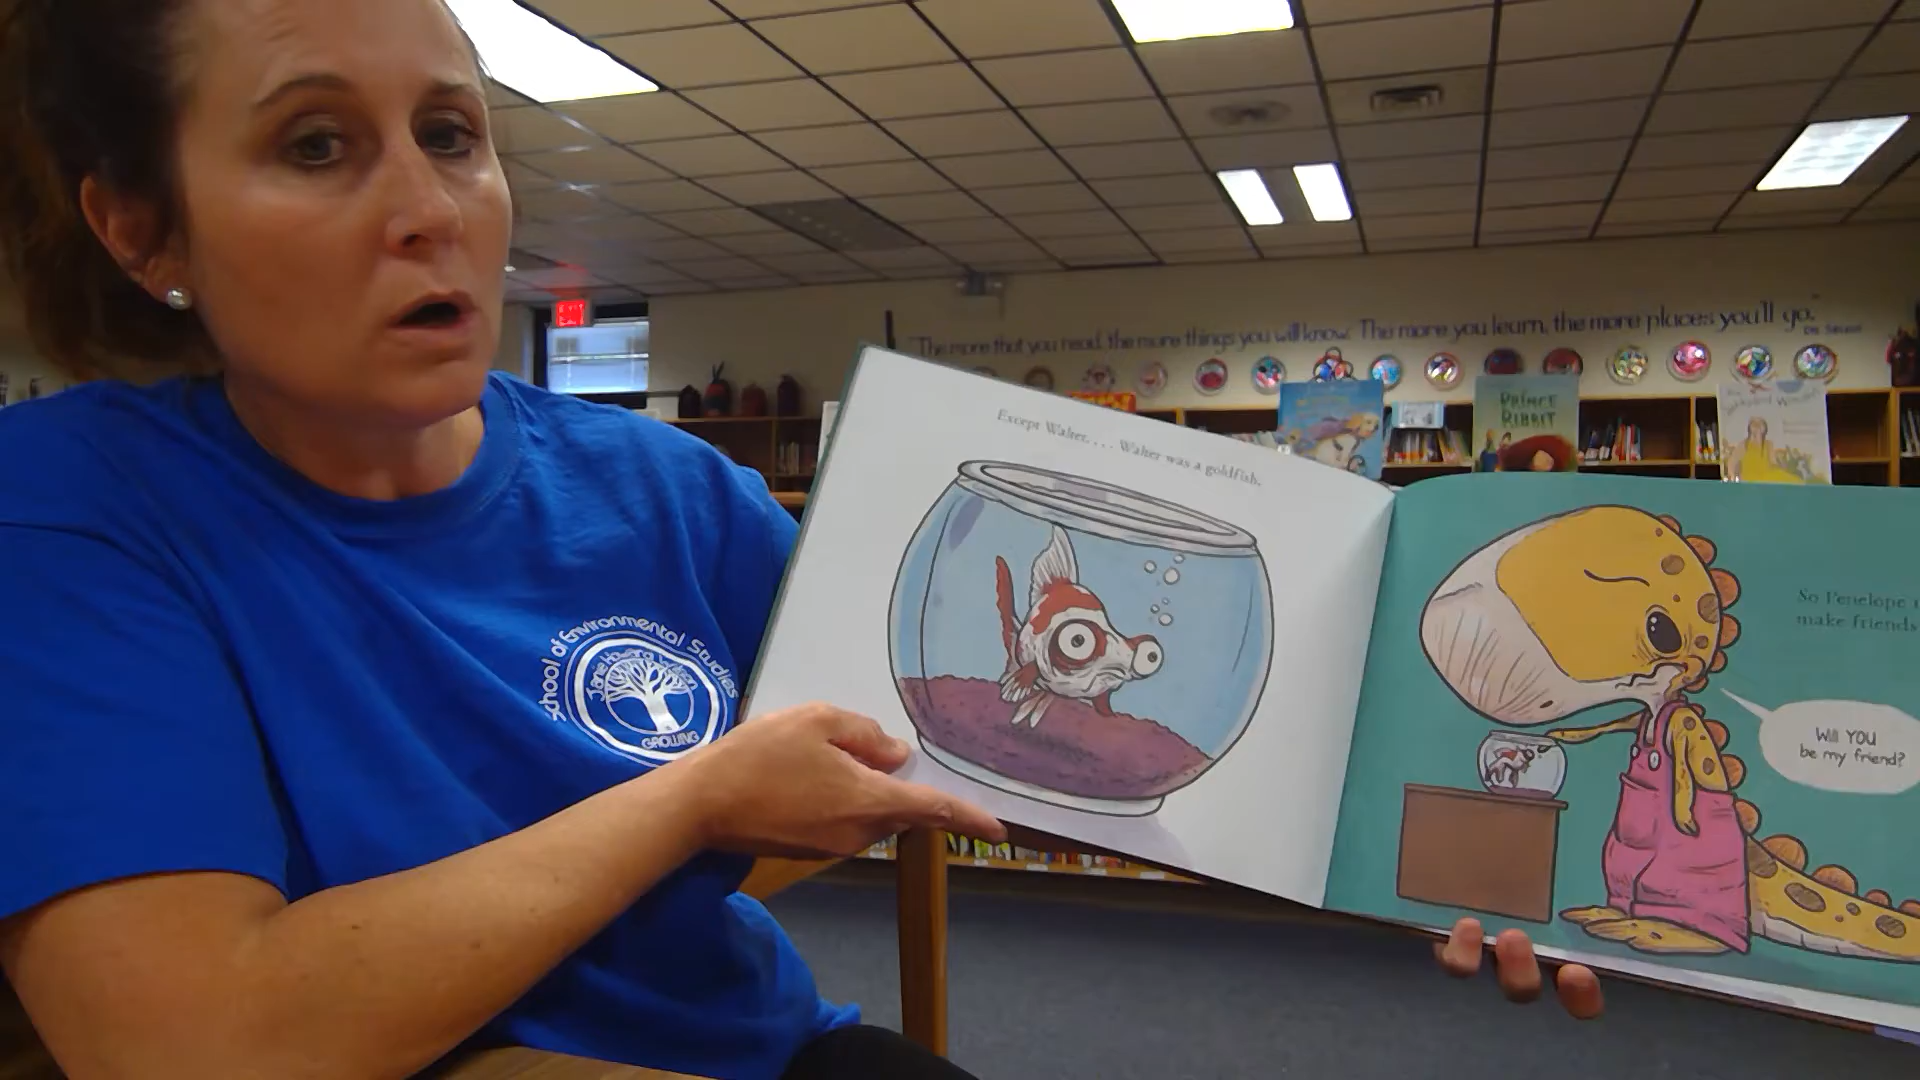 EXIT
"The more that you read, the more things you will know. The more you learn, the more places you'll go."
Dr. Seuss
PRINCE
RIBBIT
Except Walter. . . . Walter was a goldfish.
So Penelope
make friends
Will YOU
be my friend?
School of Environmental Studies
Jane Howard
GROWING